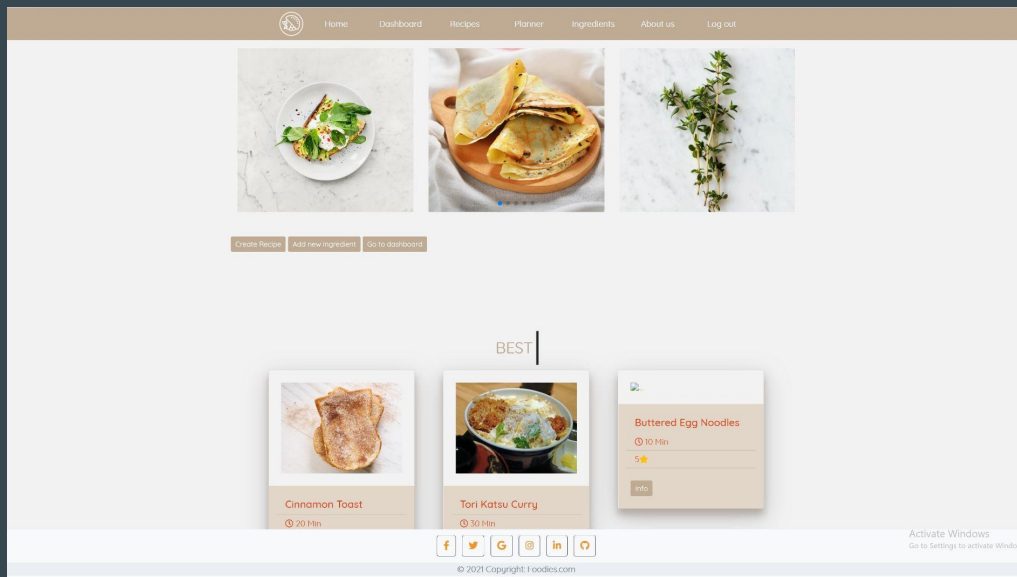 Home Dashboard Recipes Planner Ingredients About us Log out
Create Recipe Add new ingredient Go to dashboard
BEST
Buttered Egg Noodles
10 Min
5
info
Cinnamon Toast
20 Min
Tori Katsu Curry
30 Min
Activate Windows
Go to Settings to activate Windo
© 2021 Copyright: Foodies.com